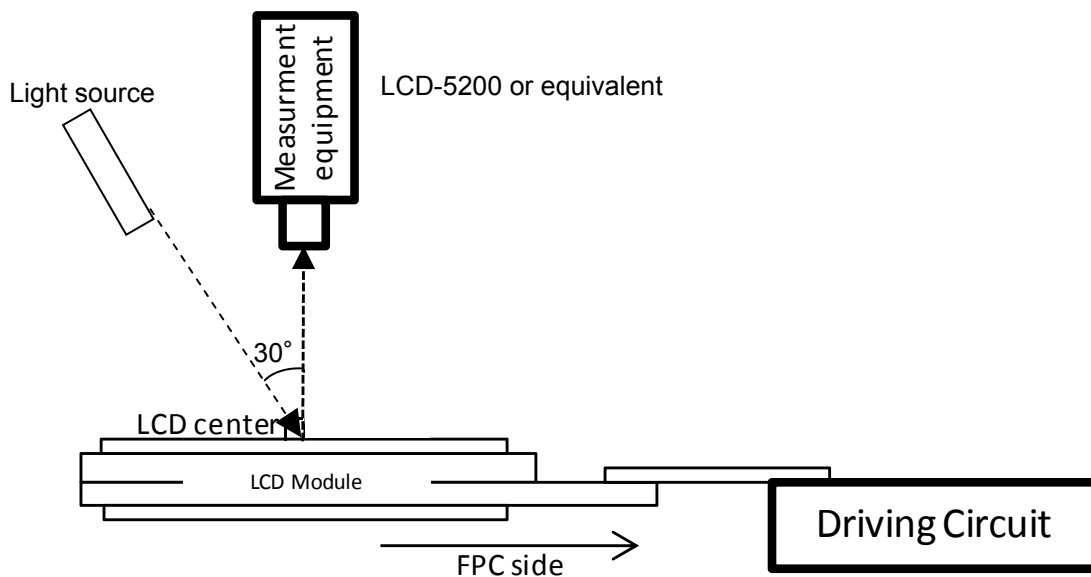 Light source
Measurment
equipment
LCD-5200 or equivalent
30°
LCD center
LCD Module
Driving Circuit
FPC side